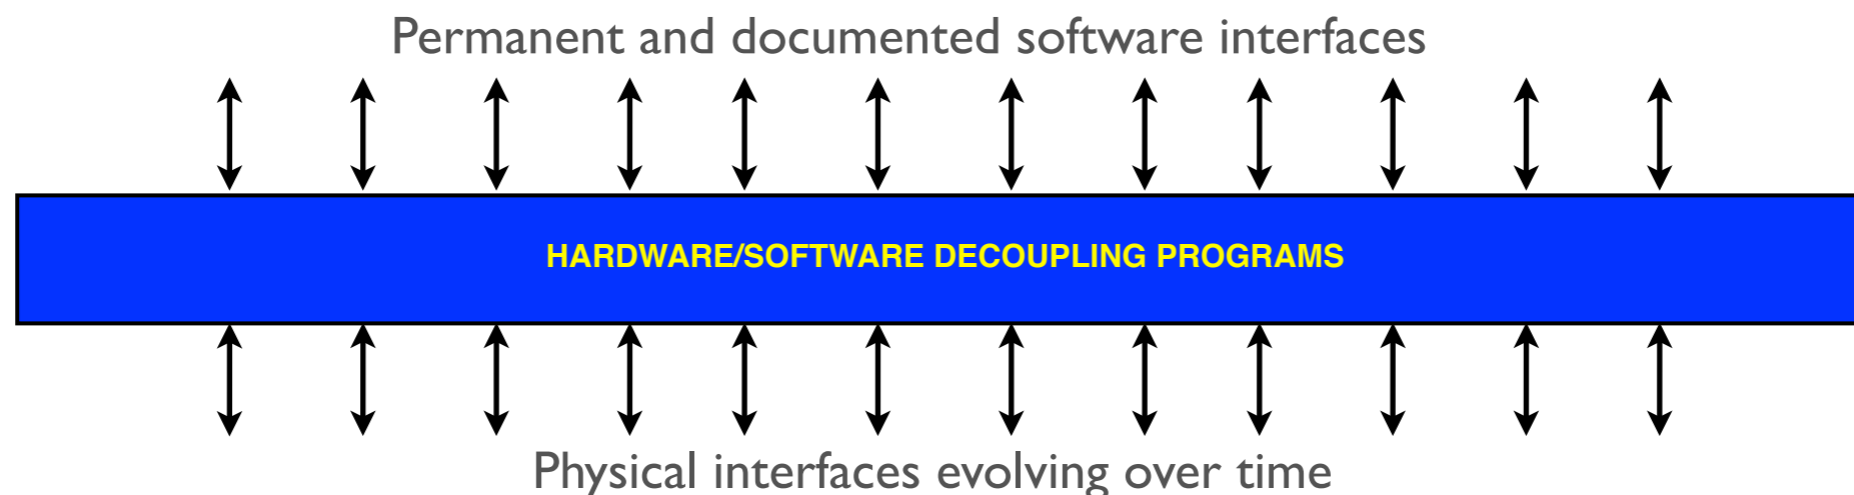 Permanent and documented software interfaces
HARDWARE/SOFTWARE DECOUPLING PROGRAMS
Physical interfaces evolving over time